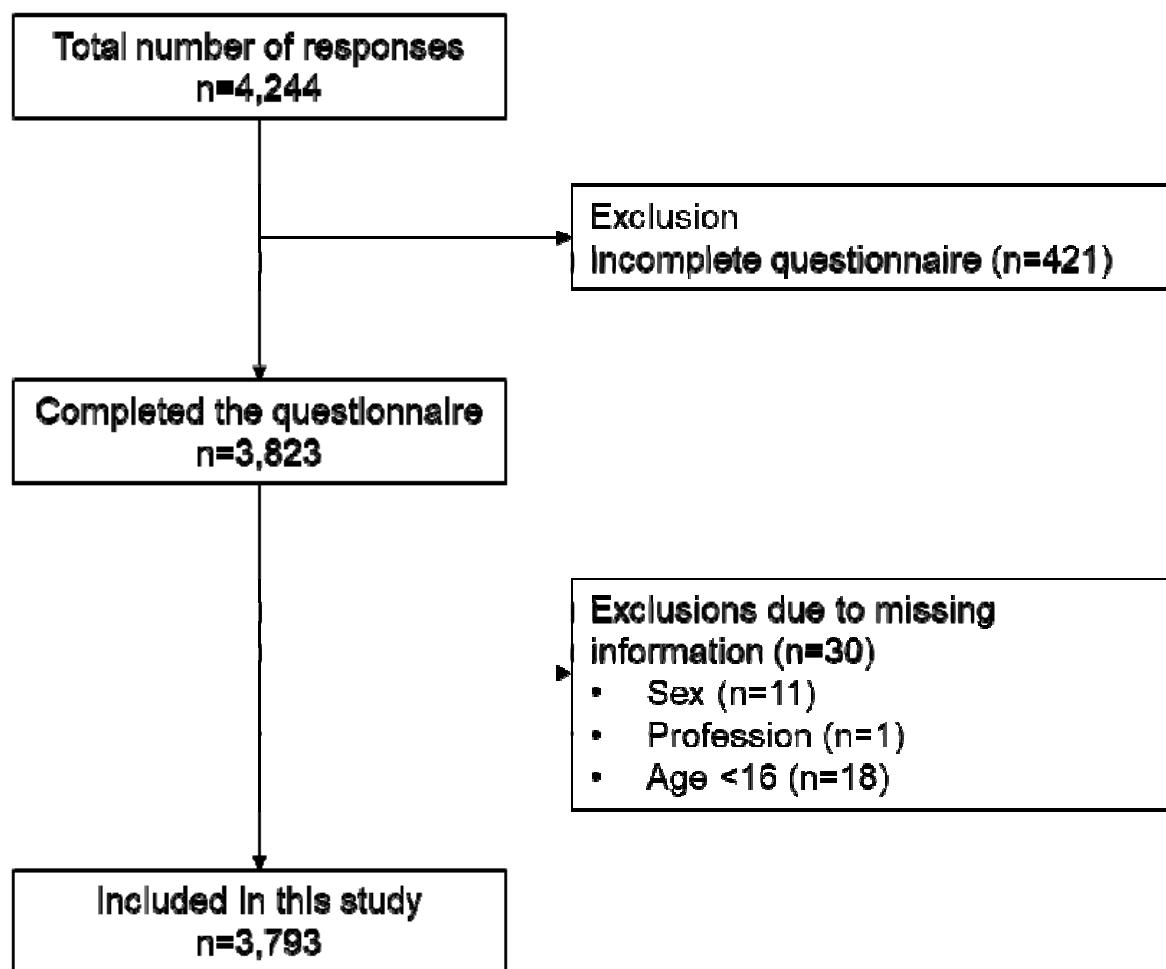 Total number of responses
n=4,244
Exclusion
Incomplete questionnaire (n=421)
Completed the questionnaire
n=3,823
Exclusions due to missing
information (n=30)
• Sex (n=11)
• Profession (n=1)
• Age <16 (n=18)
Included in this study
n=3,793